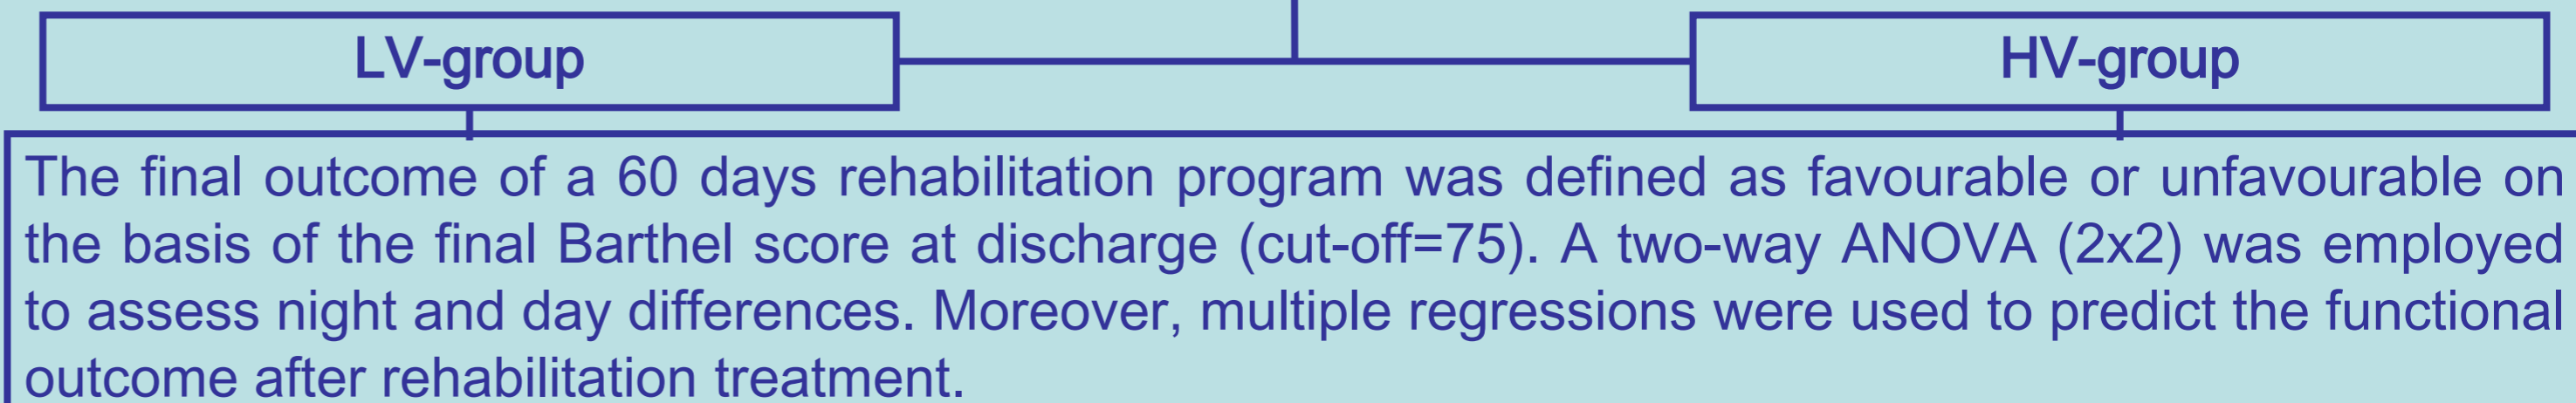 LV-group
HV-group
The final outcome of a 60 days rehabilitation program was defined as favourable or unfavourable on
the basis of the final Barthel score at discharge (cut-off=75). A two-way ANOVA (2x2) was employed
to assess night and day differences. Moreover, multiple regressions were used to predict the functional
outcome after rehabilitation treatment.